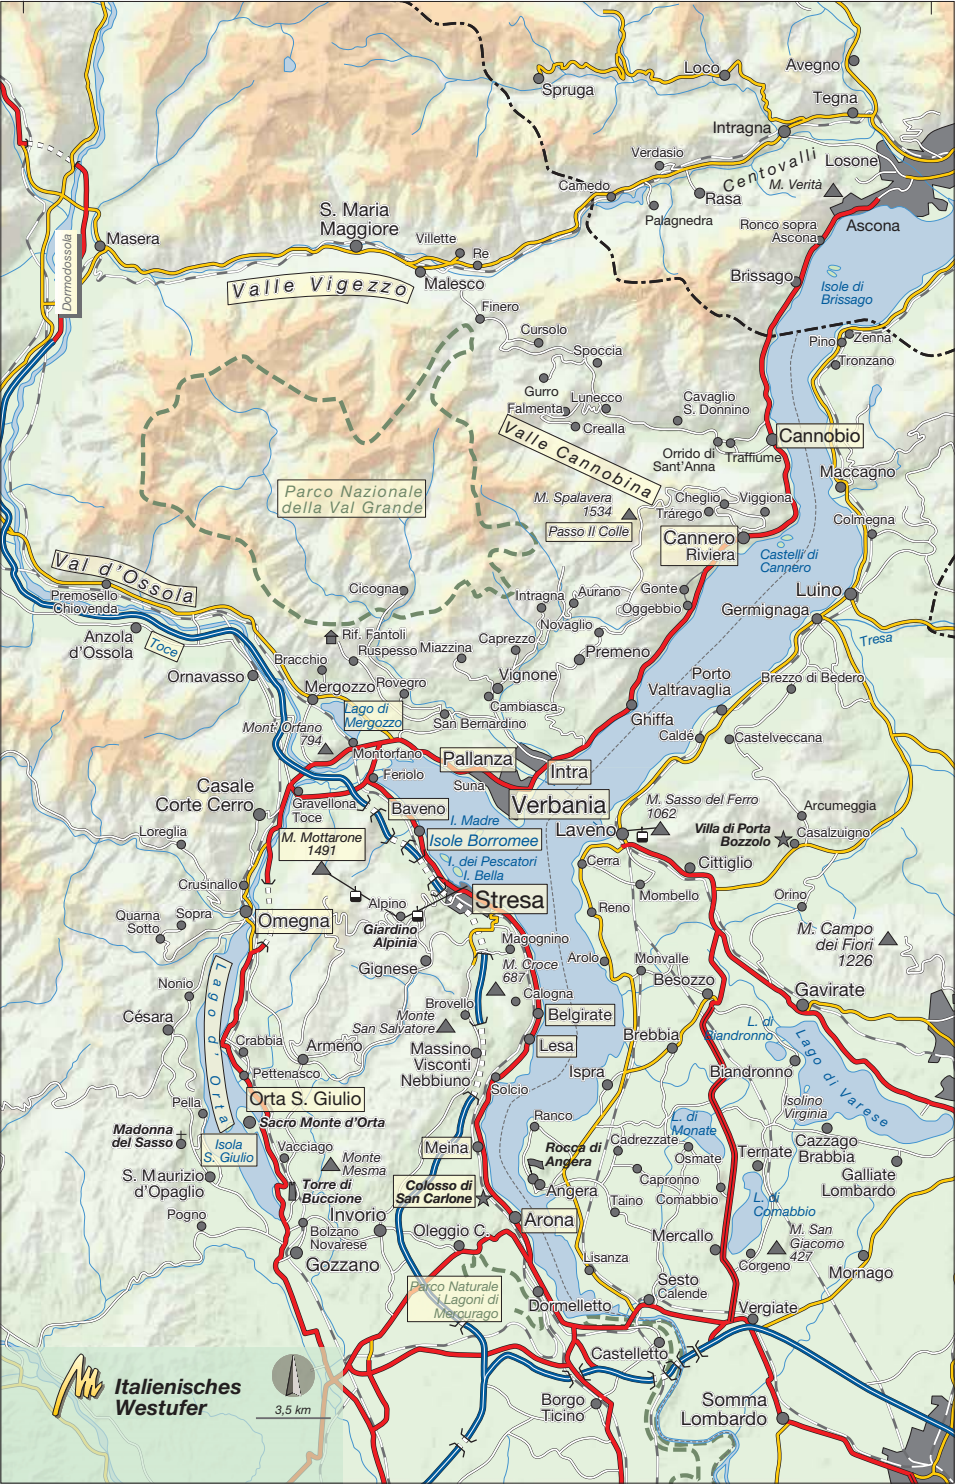 Spruga
Loco
Avegno
Tegna
Intragna
Verdasio
Centovalli
Losone
M. Verità
Camedo
Rasa
Palagnedra
Ascona
Ronco sopra
Ascona
S. Maria
Maggiore
Masera
Villette
Re
Domodossola
Valle Vigezzo
Malesco
Brissago
Isole di
Brissago
Finero
Cursolo
Spoccia
Pino
Zenna
Tronzano
Gurro
Lunecco
Falmenta
Crealla
Cavaglio
S. Donnino
Valle Cannobina
Orrido di
Sant'Anna
Traffiume
Cannobio
Maccagno
Parco Nazionale
della Val Grande
M. Spalavera
1534
Passo Il Colle
Cheglio
Viggiona
Trárego
Colmegna
Cannero
Riviera
Castelli di
Cannero
Val d'Ossola
Premosello
Chiovenda
Cicogna
Intragna
Aurano
Gonte
Oggebbio
Luino
Germignaga
Anzola
d'Ossola
Toce
Novaglio
Tresa
Rif. Fantoli
Ruspesso
Miazzina
Caprezzo
Premeno
Bracchio
Ornavasso
Mergozzo
Rovegro
Vignone
Porto
Valtravaglia
Brezzo di Bedero
Lago di
Mergozzo
Cambiasca
San Bernardino
Ghiffa
Mont' Orfano
794
Caldé
Castelveccana
Montorfano
Pallanza
Intra
Feriolo
Suna
Casale
Corte Cerro
Gravellona
Toce
Baveno
Verbania
M. Sasso del Ferro
1062
Arcumeggia
Loreglia
I. Madre
Laveno
Villa di Porta
Bozzolo
Casalzuigno
M. Mottarone
1491
Isole Borromee
I. dei Pescatori
I. Bella
Cerra
Cittiglio
Crusinallo
Stresa
Mombello
Alpino
Orino
Quarna
Sotto
Sopra
Omegna
Giardino
Alpinia
Reno
M. Campo
dei Fiori
1226
Magognino
Gignese
M. Croce
687
Arolo
Monvalle
Nonio
Besozzo
Gavirate
Calogna
Brovello
Césara
Monte
San Salvatore
Belgirate
Lago d'Orta
Brebbia
L. di
Biandronno
Crabbia
Armeno
Massino
Visconti
Nebbiuno
Lesa
Lago di Varese
Pettenasco
Ispra
Biandronno
Solcio
Pella
Orta S. Giulio
Isolino
Virginia
Sacro Monte d'Orta
Ranco
L. di
Monate
Madonna
del Sasso
Isola
S. Giulio
Meina
Cadrezzate
Cazzago
Brabbia
Vacciago
Monte
Mesma
Rocca di
Angera
Osmate
Ternate
S. Maurizio
d'Opaglio
Colosso di
San Carlone
Capronno
Galliate
Lombardo
Torre di
Buccione
Angera
Taino
Comabbio
L. di
Comabbio
Pogno
Invorio
Arona
Bolzano
Novarese
Oleggio C.
Mercallo
M. San
Giacomo
427
Gozzano
Lisanza
Corgeno
Mornago
Parco Naturale
i Lagoni di
Mercurago
Sesto
Calende
Dormelletto
Vergiate
Castelletto
Italienisches
Westufer
3,5 km
Borgo
Ticino
Somma
Lombardo